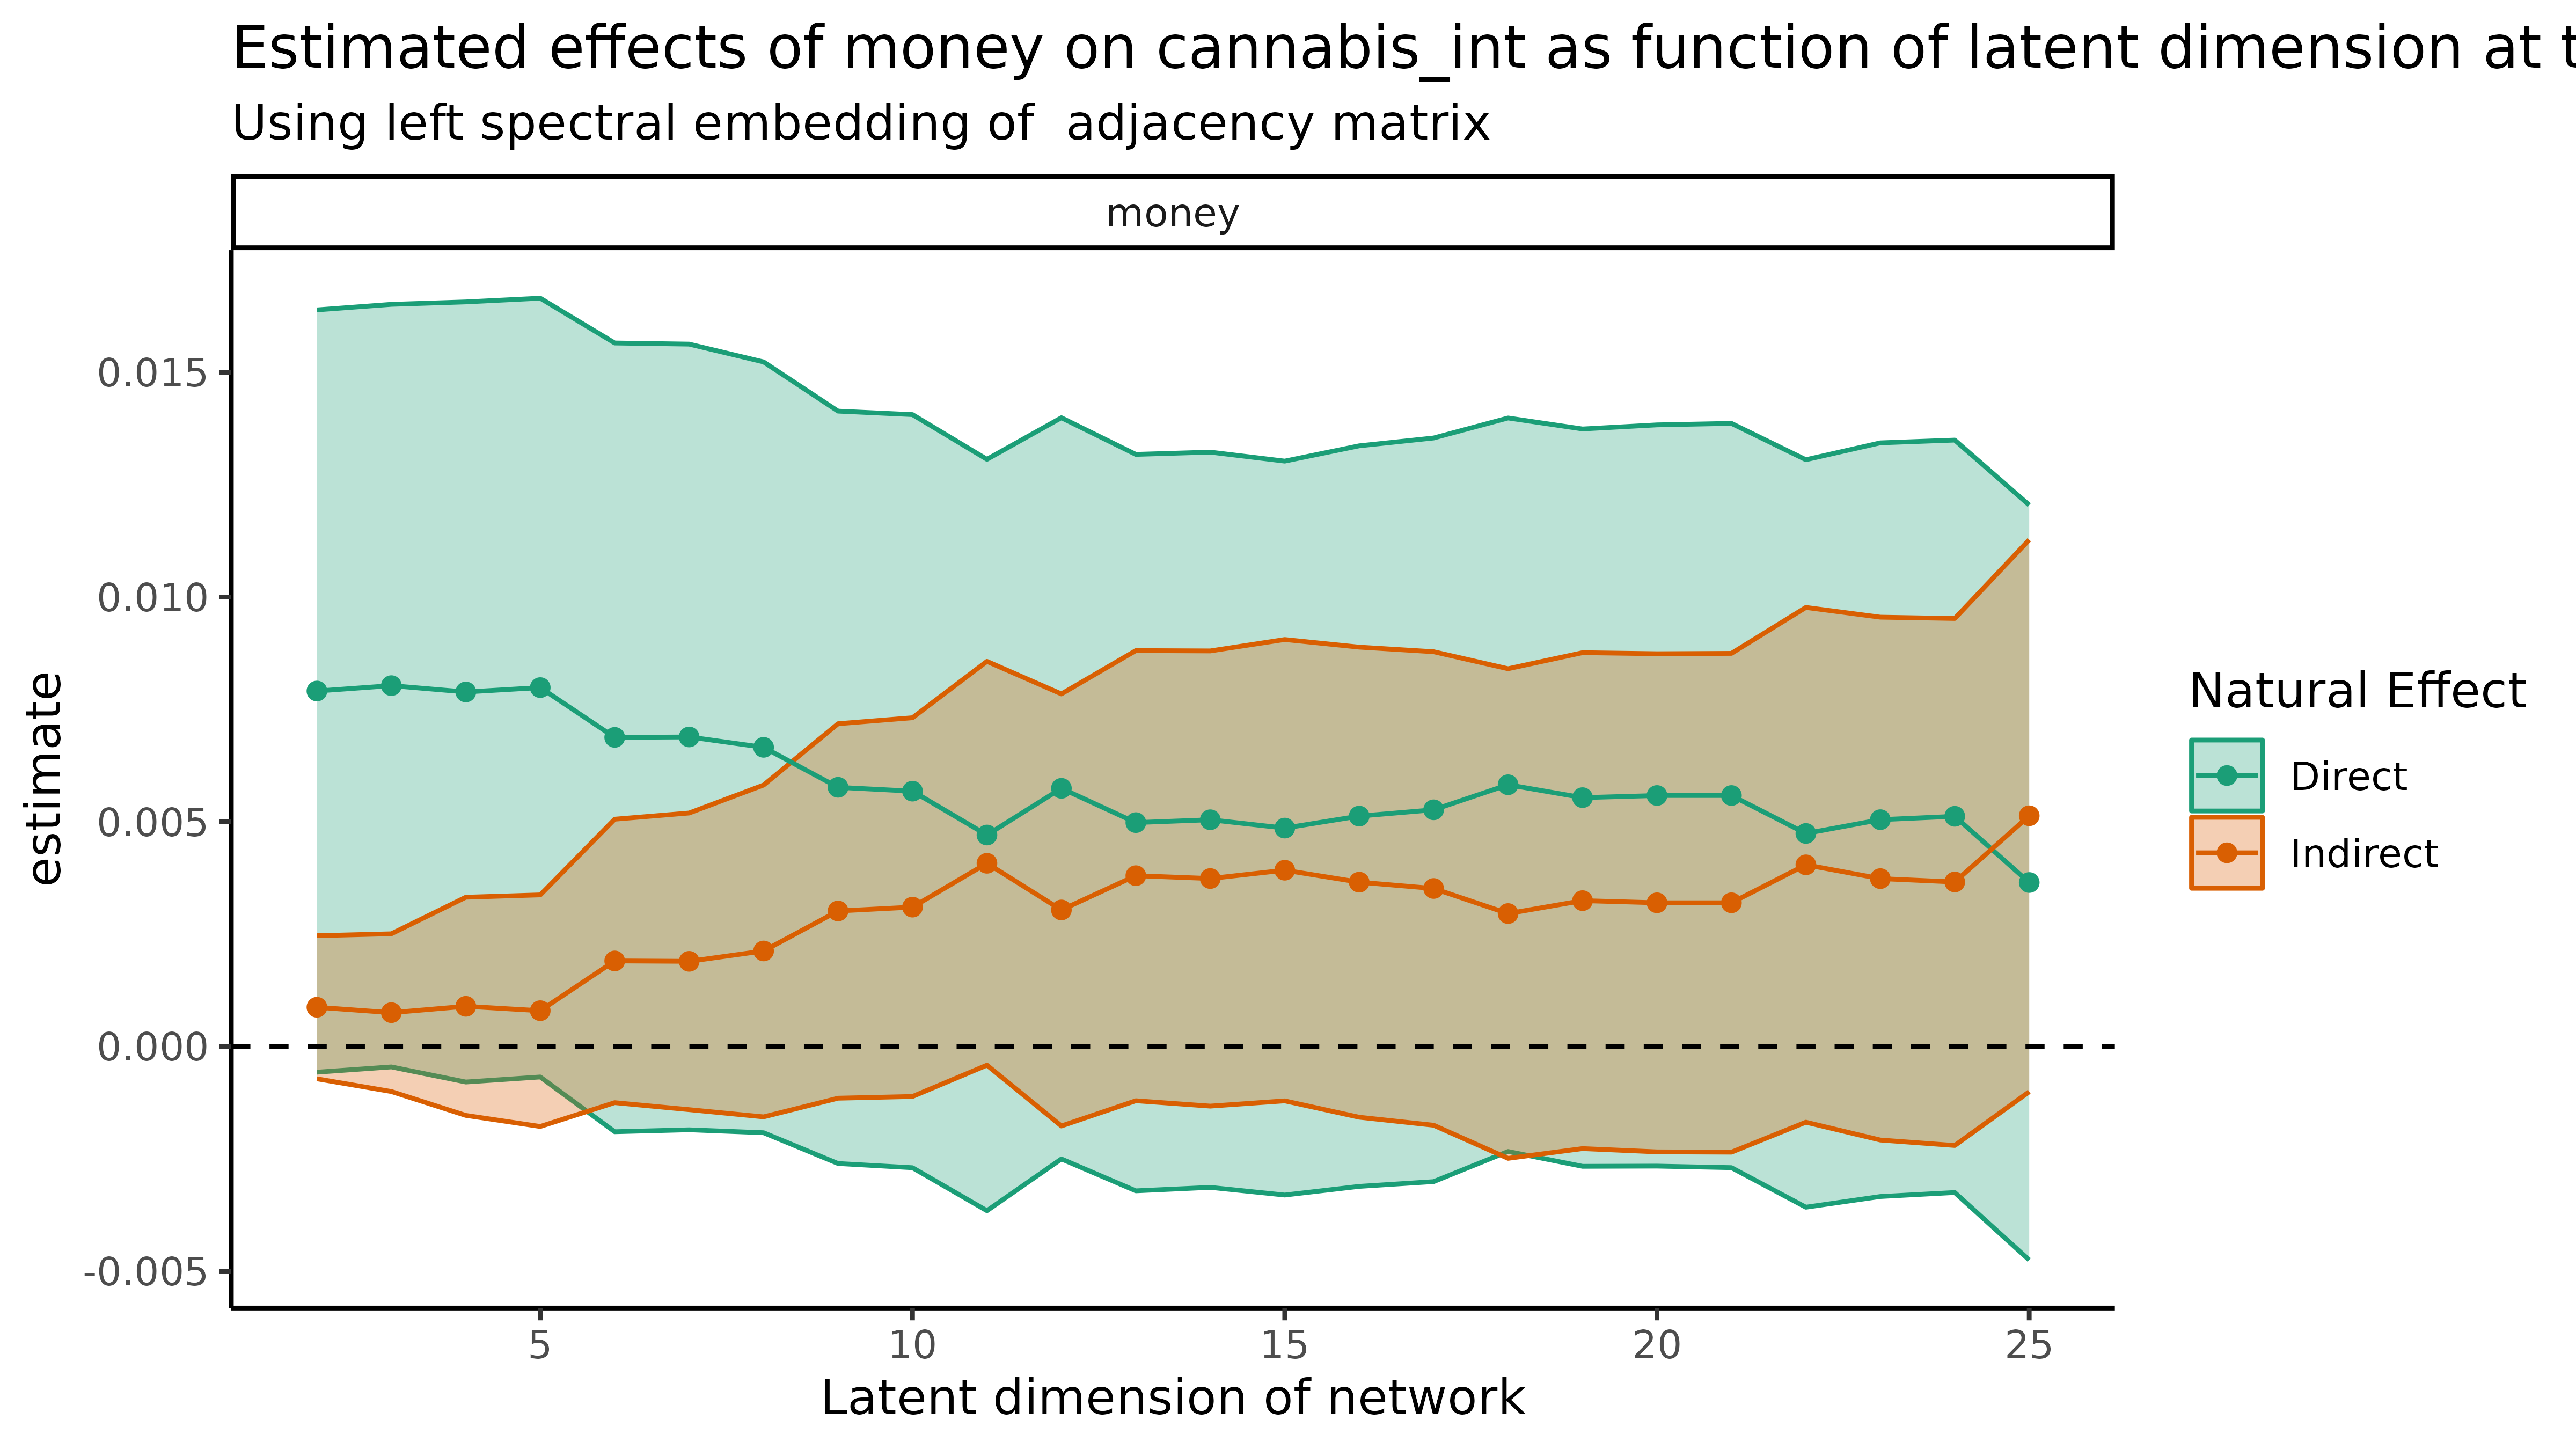 Estimated effects of money on cannabis_int as function of latent dimension at
Using left spectral embedding of  adjacency matrix
money
0.015
0.010
0.005
0.000
-0.005
estimate
5 10 15 20 25
Latent dimension of network
Natural Effect
Direct
Indirect